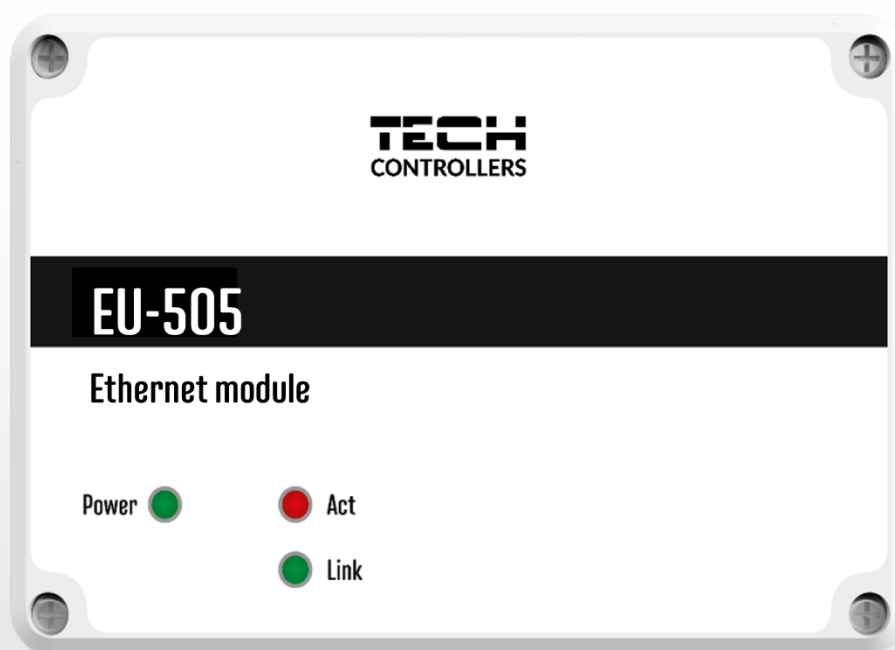 TECH
CONTROLLERS
EU-505
Ethernet module
Power
Act
Link